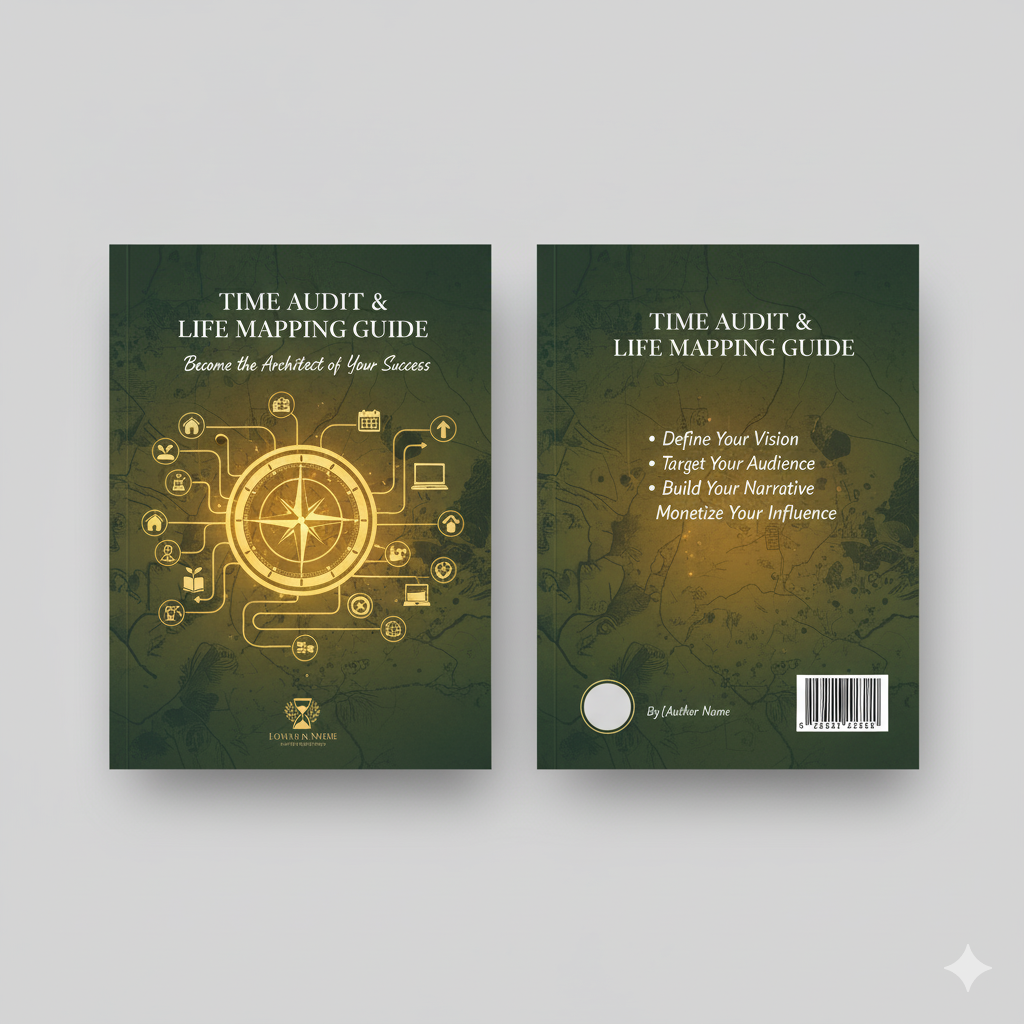 TIME AUDIT &
LIFE MAPPING GUIDE
Become the Architect of Your Success
TIME AUDIT &
LIFE MAPPING GUIDE
• Define Your Vision
• Target Your Audience
• Build Your Narrative
Monetize Your Influence
By [Author Name